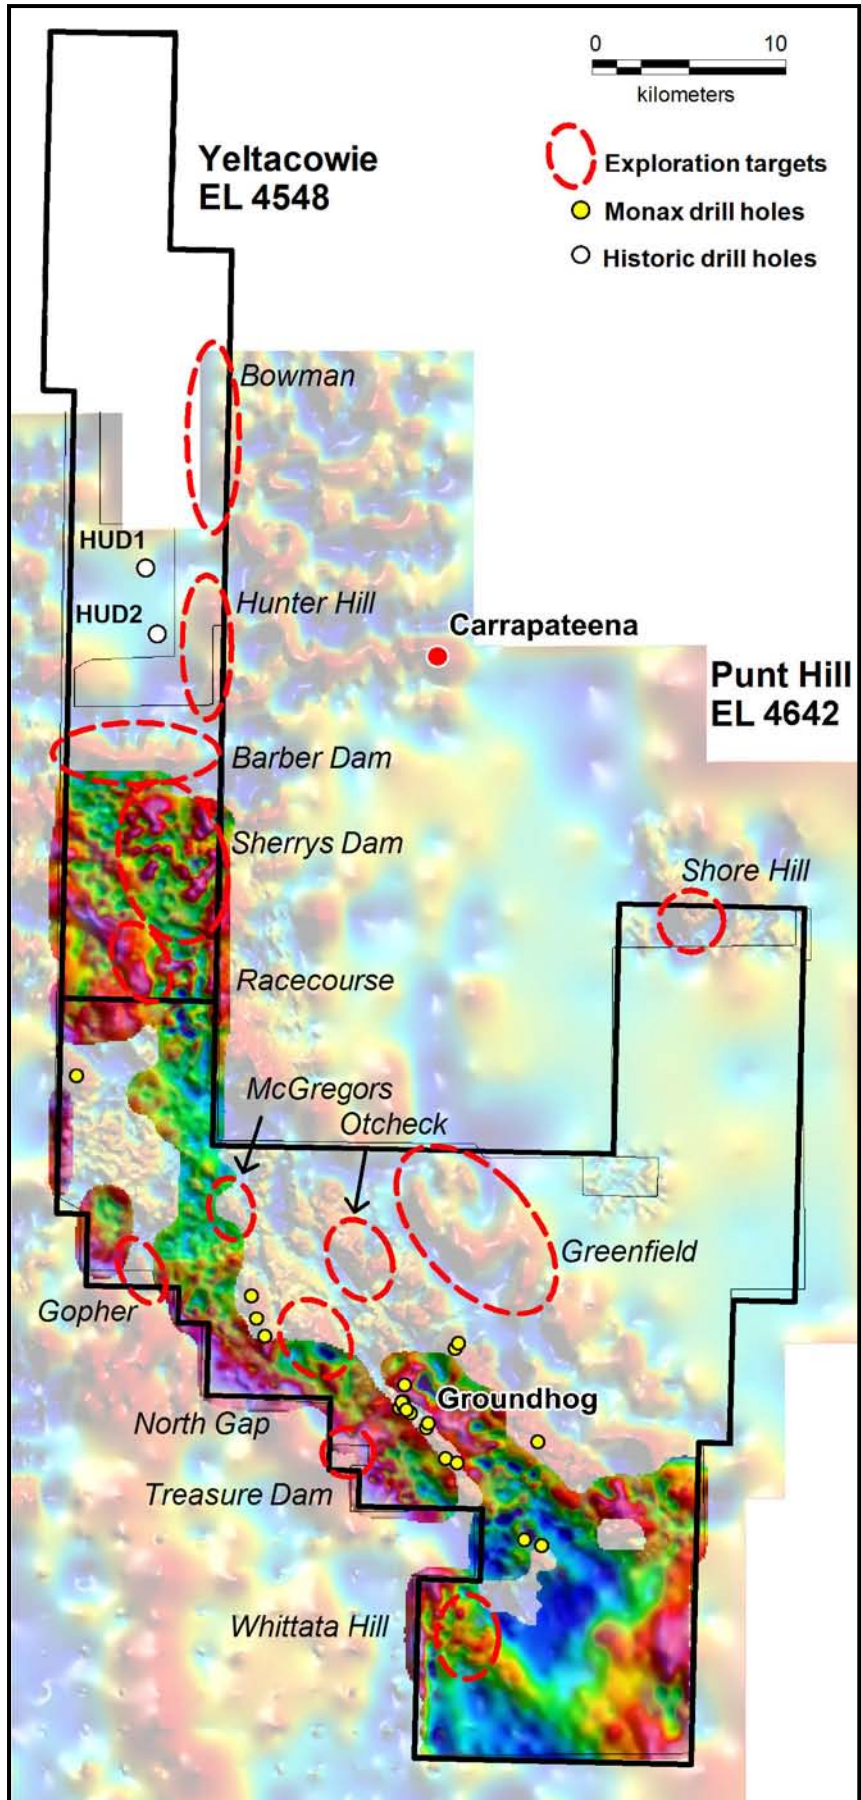 0 10
kilometers
Yeltacowie
EL 4548
Exploration targets
Monax drill holes
Historic drill holes
Bowman
HUD1
Hunter Hill
HUD2
Carrapateena
Punt Hill
EL 4642
Barber Dam
Sherrys Dam
Shore Hill
Racecourse
McGregors
Otcheck
Greenfield
Gopher
Groundhog
North Gap
Treasure Dam
Whittata Hill